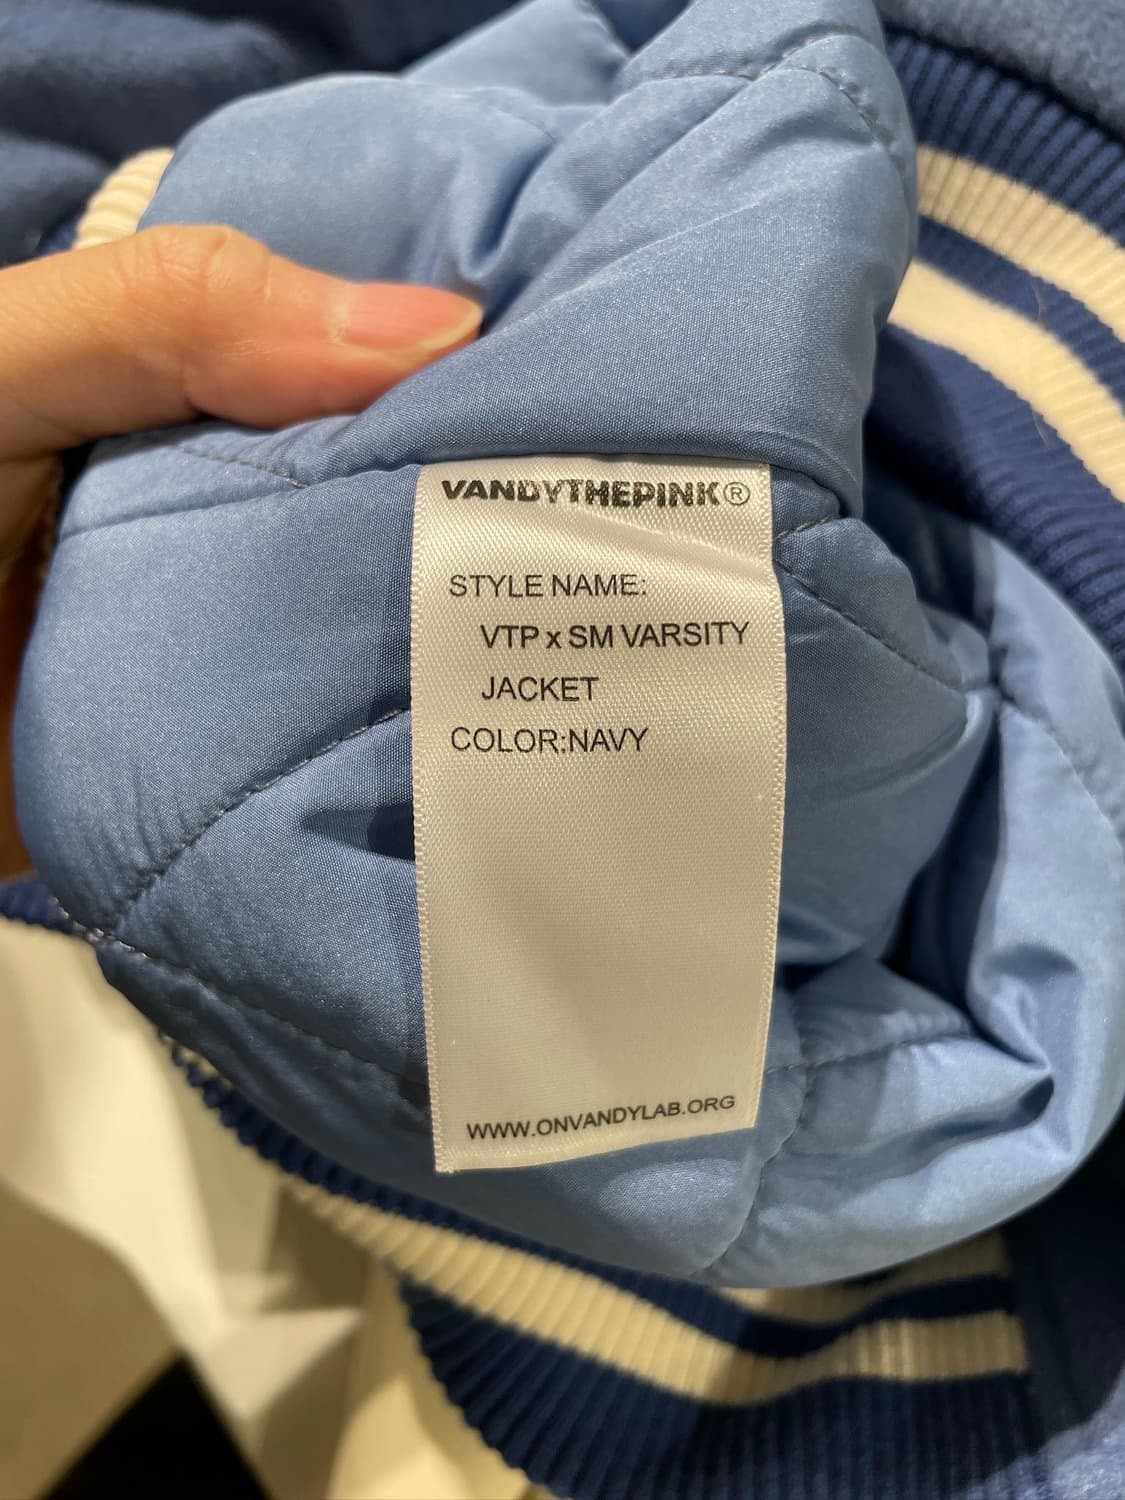 VANDYTHEPINK®
STYLE NAME:
VTP x SM VARSITY
JACKET
COLOR:NAVY
WWW.ONVANDYLAB.ORG